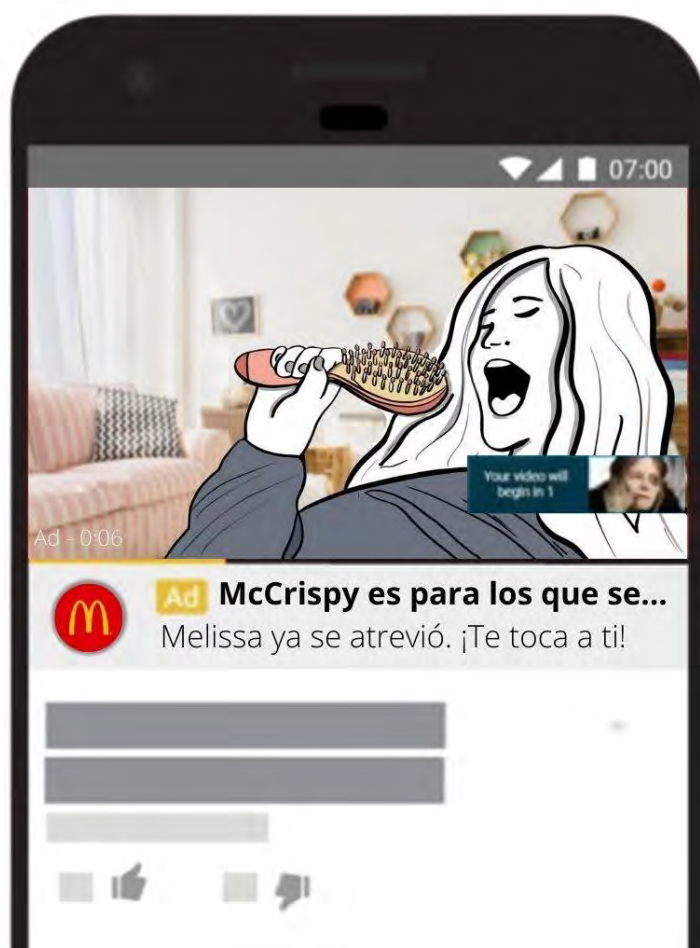 07:00
Your video will
begin in 1
Ad - 0:06
Ad McCrispy es para los que se...
Melissa ya se atrevió. ¡Te toca a ti!